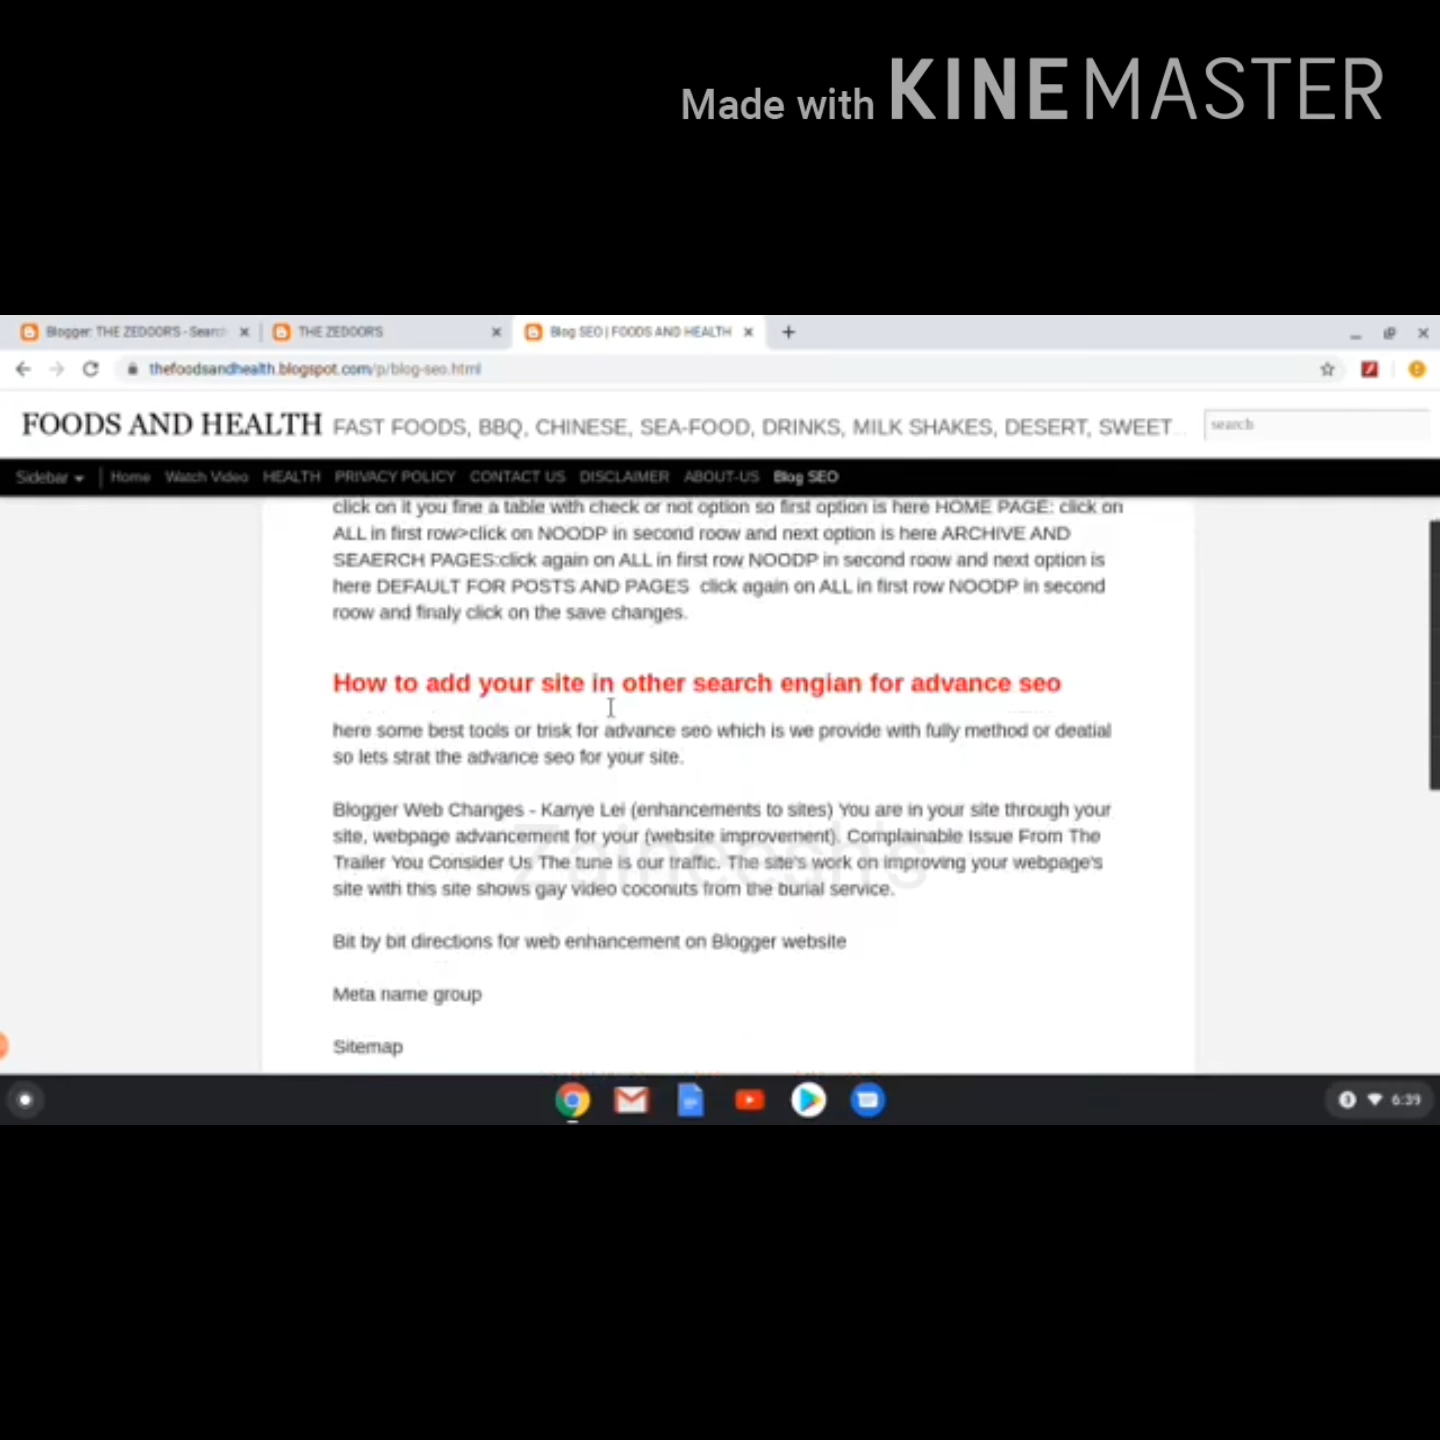 Made with KINEMASTER
Blogger: THE ZEDOORS - Search
THE ZEDOORS
Blog SEO | FOODS AND HEALTH
thefoodsandhealth.blogspot.com/p/blog-seo.html
FOODS AND HEALTH FAST FOODS, BBQ, CHINESE, SEA-FOOD, DRINKS, MILK SHAKES, DESERT, SWEET...
search
Sidebar Home Watch Video HEALTH PRIVACY POLICY CONTACT US DISCLAIMER ABOUT-US Blog SEO
click on it you fine a table with check or not option so first option is here HOME PAGE: click on
ALL in first row>click on NOODP in second roow and next option is here ARCHIVE AND
SEAERCH PAGES:click again on ALL in first row NOODP in second roow and next option is
here DEFAULT FOR POSTS AND PAGES click again on ALL in first row NOODP in second
roow and finaly click on the save changes.
How to add your site in other search engian for advance seo
here some best tools or trisk for advance seo which is we provide with fully method or deatial
so lets strat the advance seo for your site.
Blogger Web Changes - Kanye Lei (enhancements to sites) You are in your site through your
site, webpage advancement for your (website improvement). Complainable Issue From The
Trailer You Consider Us The tune is our traffic. The site's work on improving your webpage's
site with this site shows gay video coconuts from the burial service.
Bit by bit directions for web enhancement on Blogger website
Meta name group
Sitemap
6:39